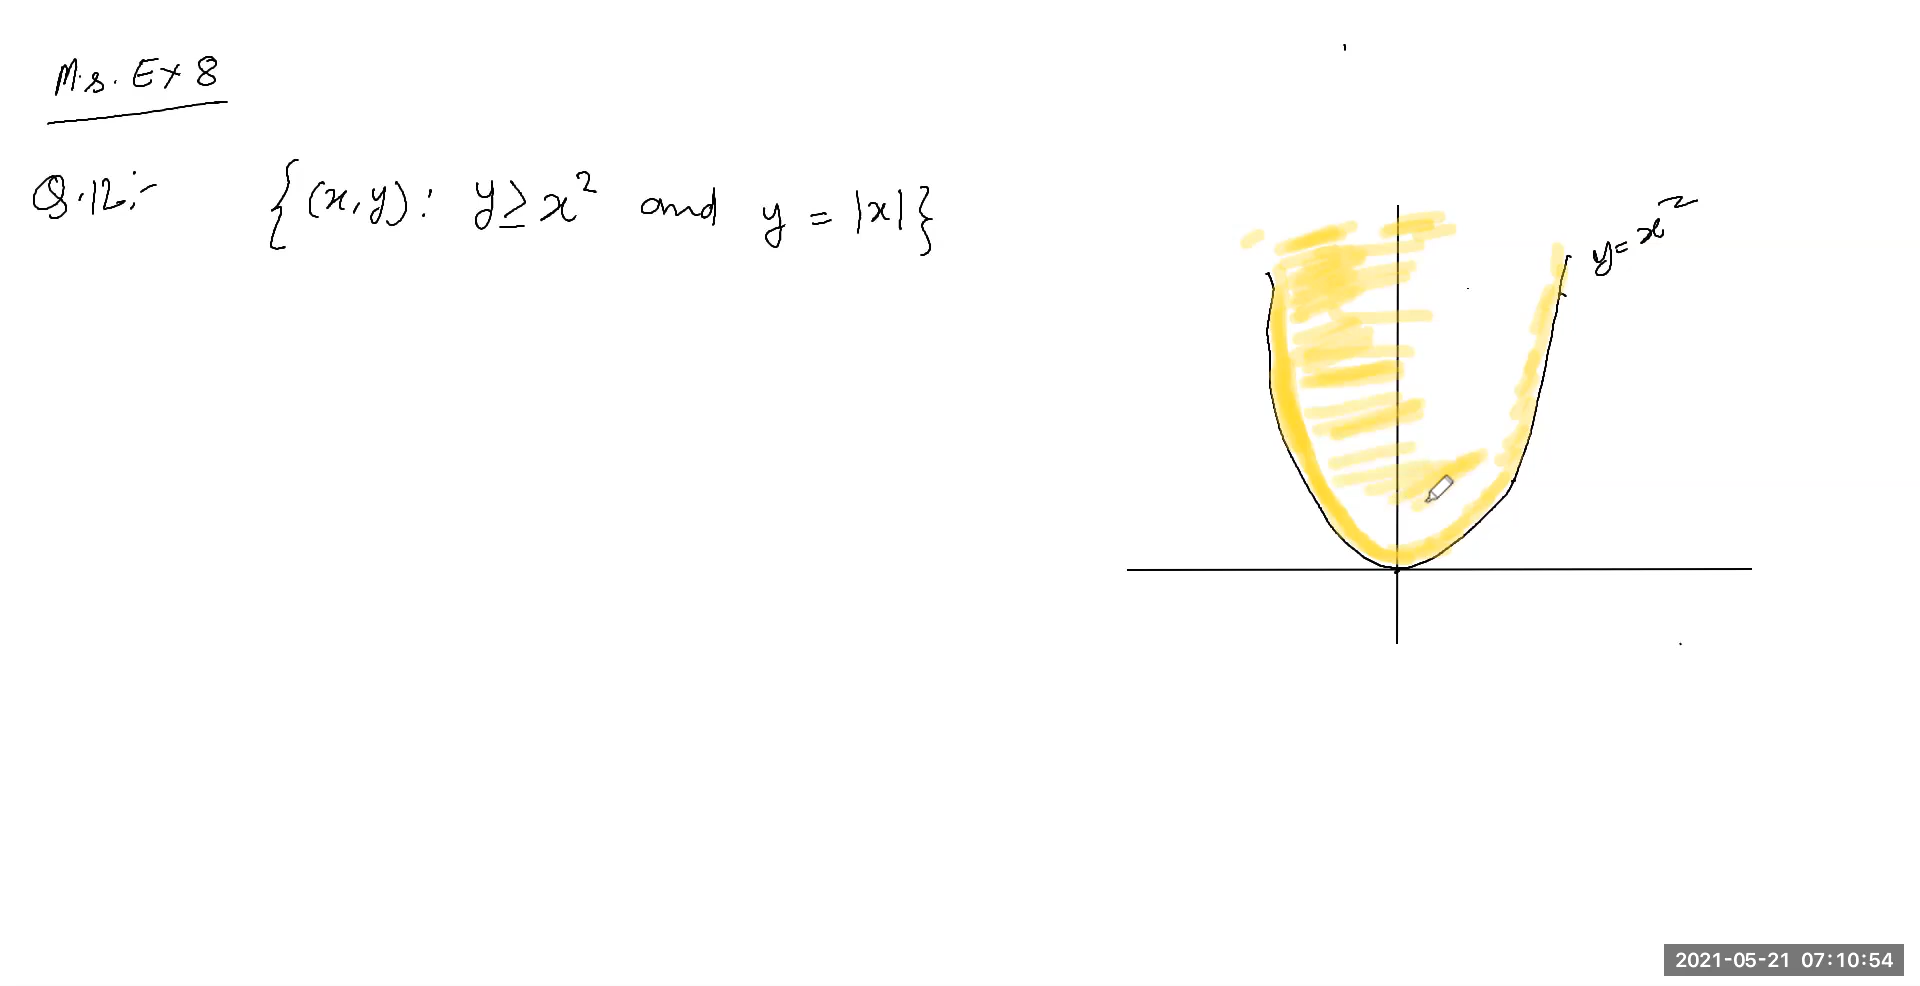 M.s. Ex 8
Q.12:- {(x,y): y≥x² and y = |x|}
y=x²
2021-05-21 07:10:54